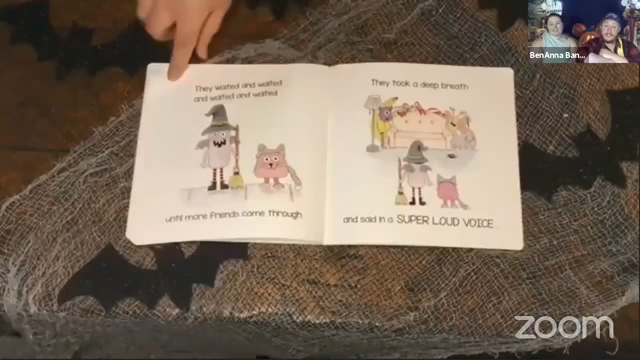 BenAnna Ban...
They waited and waited
and waited and waited
until more friends came through
They took a deep breath
and said in a SUPER LOUD VOICE
zoom